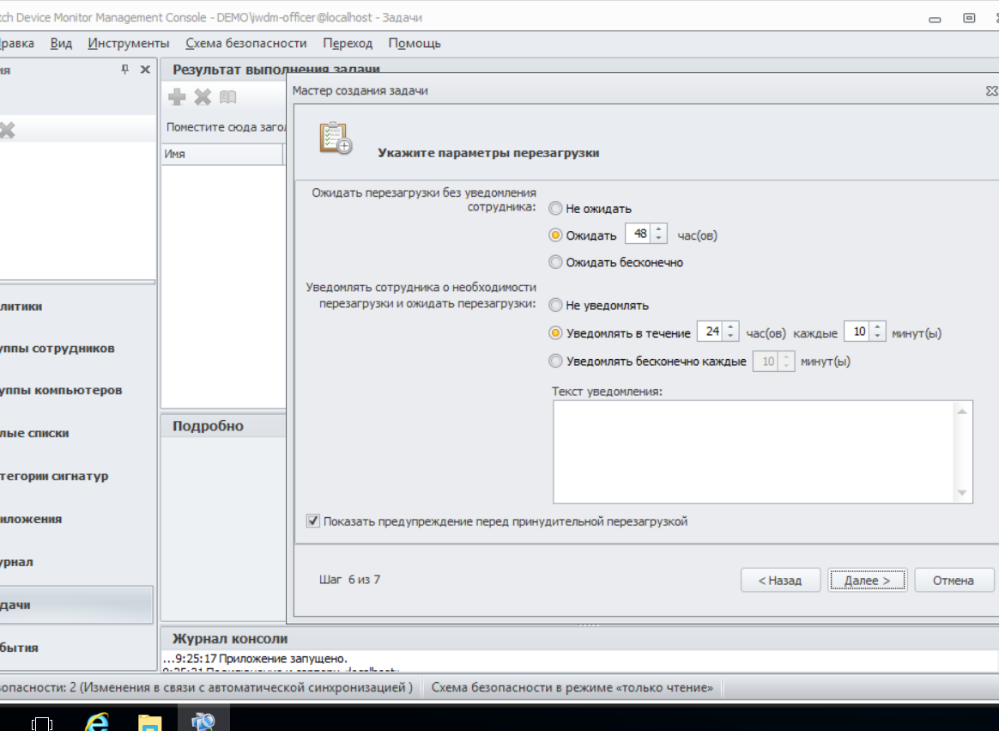 tch Device Monitor Management Console - DEMO\iwdm-officer@localhost - Задачи
равка Вид Инструменты Схема безопасности Переход Помощь
ия
Результат выполнения задачи
Мастер создания задачи
Поместите сюда заго
Имя
Укажите параметры перезагрузки
Ожидать перезагрузки без уведомления
сотрудника:
Не ожидать
Ожидать 48 час(ов)
Ожидать бесконечно
Уведомлять сотрудника о необходимости
перезагрузки и ожидать перезагрузки:
Не уведомлять
Уведомлять в течение 24 час(ов) каждые 10 минут(ы)
Уведомлять бесконечно каждые 10 минут(ы)
Текст уведомления:
Показать предупреждение перед принудительной перезагрузкой
Шаг 6 из 7
< Назад
Далее >
Отмена
литики
уппы сотрудников
уппы компьютеров
лые списки
тегории сигнатур
иложения
урнал
дачи
бытия
Подробно
Журнал консоли
...9:25:17 Приложение запущено.
опасности: 2 (Изменения в связи с автоматической синхронизацией ) Схема безопасности в режиме «только чтение»